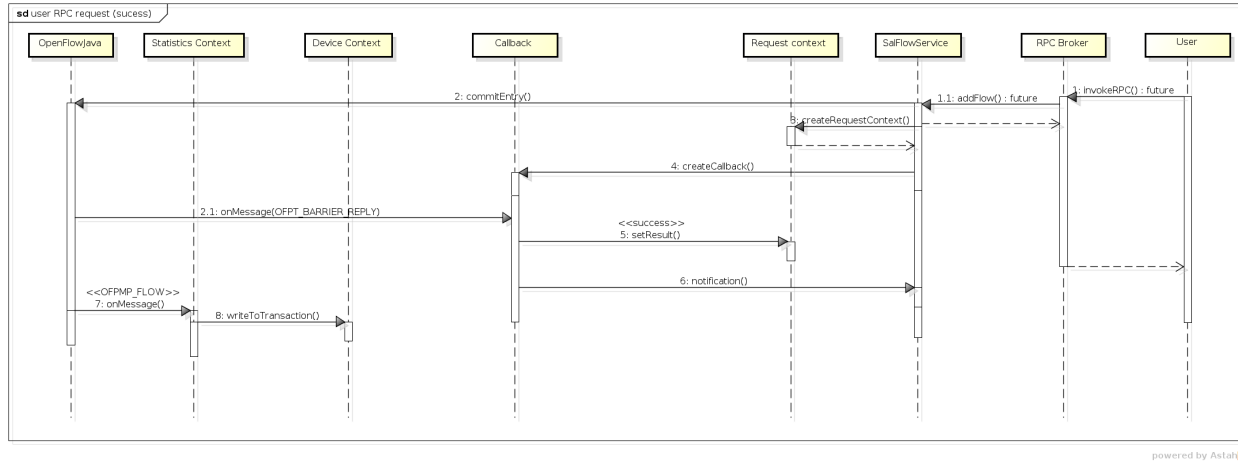 sd user RPC request (sucess)
OpenFlowJava
Statistics Context
Device Context
Callback
Request context
SalFlowService
RPC Broker
User
1: invokeRPC() : future
2: commitEntry()
1.1: addFlow() : future
3: createRequestContext()
4: createCallback()
2.1: onMessage(OFPT_BARRIER_REPLY)
<<success>>
5: setResult()
6: notification()
<<OFPMP_FLOW>>
7: onMessage()
8: writeToTransaction()
powered by Astah